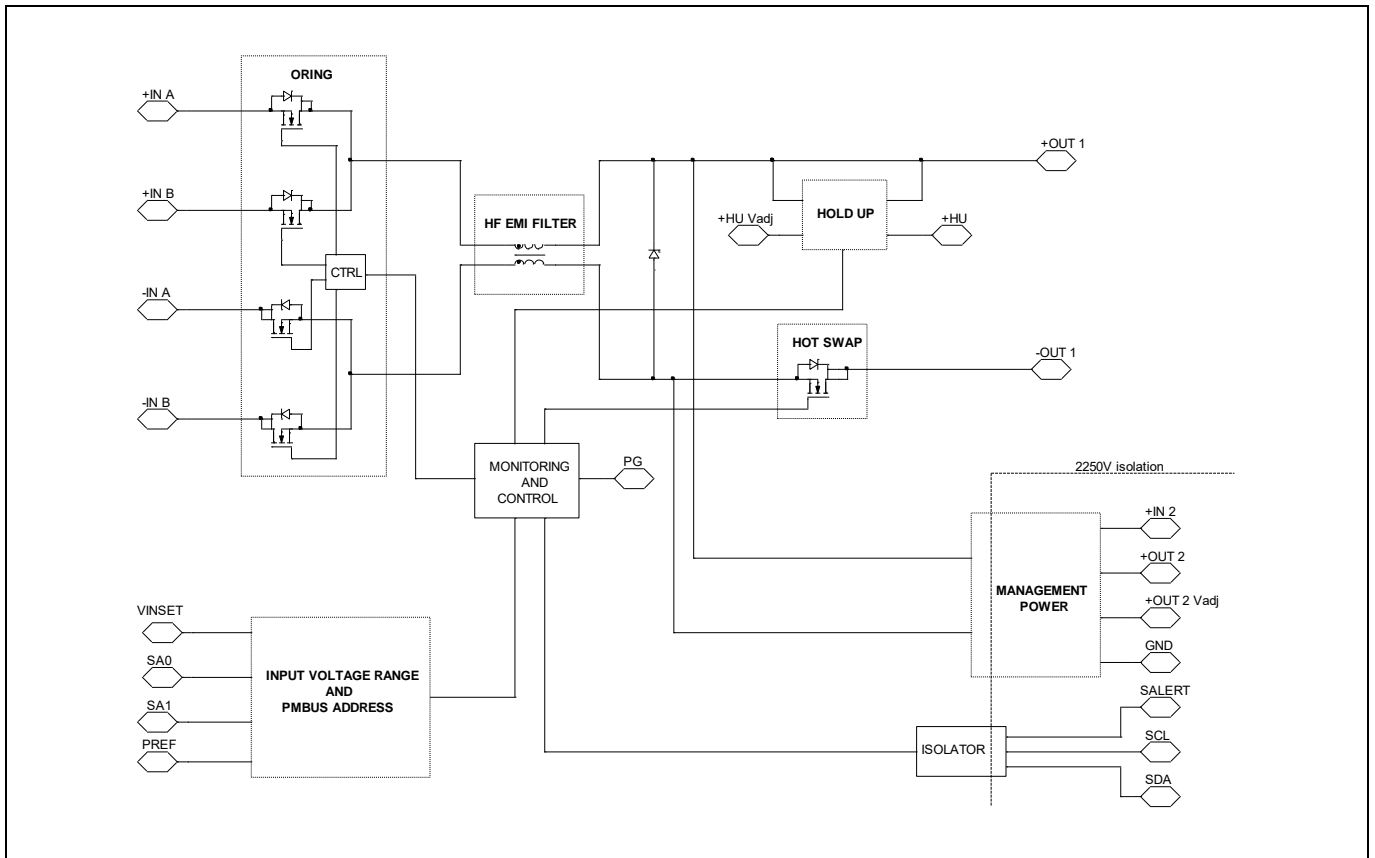 ORING
+IN A
+IN B
-IN A
-IN B
CTRL
HF EMI FILTER
+OUT 1
HOLD UP
+HU Vadj
+HU
HOT SWAP
-OUT 1
MONITORING
AND
CONTROL
PG
2250V isolation
+IN 2
+OUT 2
+OUT 2 Vadj
GND
MANAGEMENT
POWER
VINSET
SA0
SA1
PREF
INPUT VOLTAGE RANGE
AND
PMBUS ADDRESS
ISOLATOR
SALERT
SCL
SDA